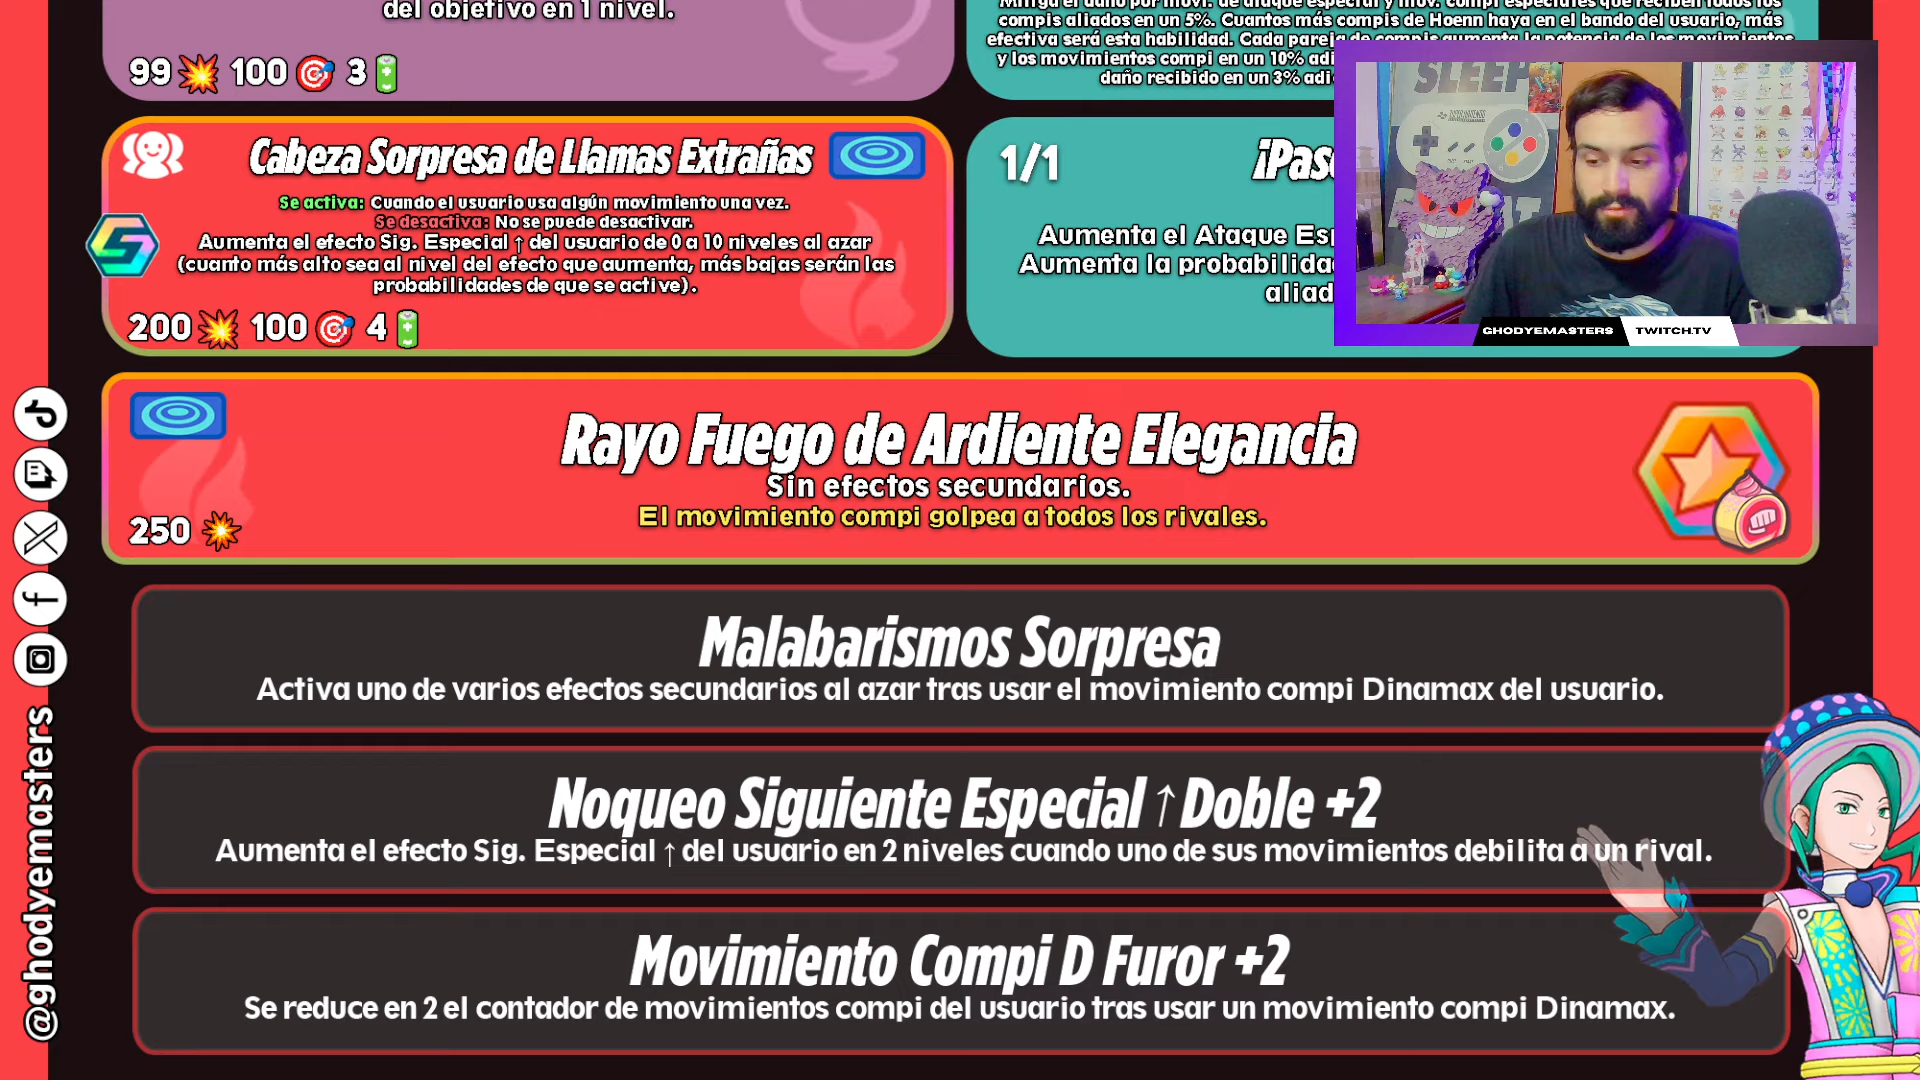 del objetivo en 1 nivel.
99 100 3
compis aliados en un 5%. Cuantos más compis de Hoenn haya en el bando del usuario, más
efectiva será esta habilidad. Cada pareja de compis aumenta la potencia de los movimientos
y los movimientos compi en un 10% adi
daño recibido en un 3% adi
Cabeza Sorpresa de Llamas Extrañas
Se activa: Cuando el usuario usa algún movimiento una vez.
Se desactiva: No se puede desactivar.
Aumenta el efecto Sig. Especial ↑ del usuario de 0 a 10 niveles al azar
(cuanto más alto sea al nivel del efecto que aumenta, más bajas serán las
probabilidades de que se active).
200 100 4
1/1
¡Pas
Aumenta el Ataque Esp
Aumenta la probabilida
aliad
SLEEP
GHODYEMASTERS TWITCH.TV
Rayo Fuego de Ardiente Elegancia
Sin efectos secundarios.
El movimiento compi golpea a todos los rivales.
250
Malabarismos Sorpresa
Activa uno de varios efectos secundarios al azar tras usar el movimiento compi Dinamax del usuario.
Noqueo Siguiente Especial ↑ Doble +2
Aumenta el efecto Sig. Especial ↑ del usuario en 2 niveles cuando uno de sus movimientos debilita a un rival.
Movimiento Compi D Furor +2
Se reduce en 2 el contador de movimientos compi del usuario tras usar un movimiento compi Dinamax.
@ghodyemasters